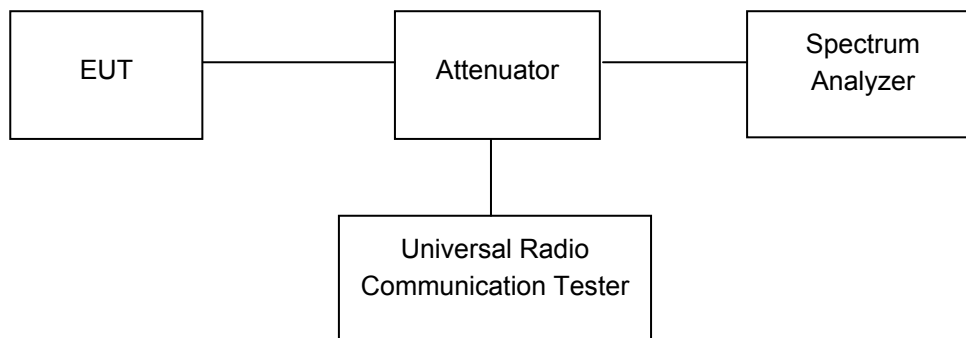 EUT
Attenuator
Spectrum
Analyzer
Universal Radio
Communication Tester